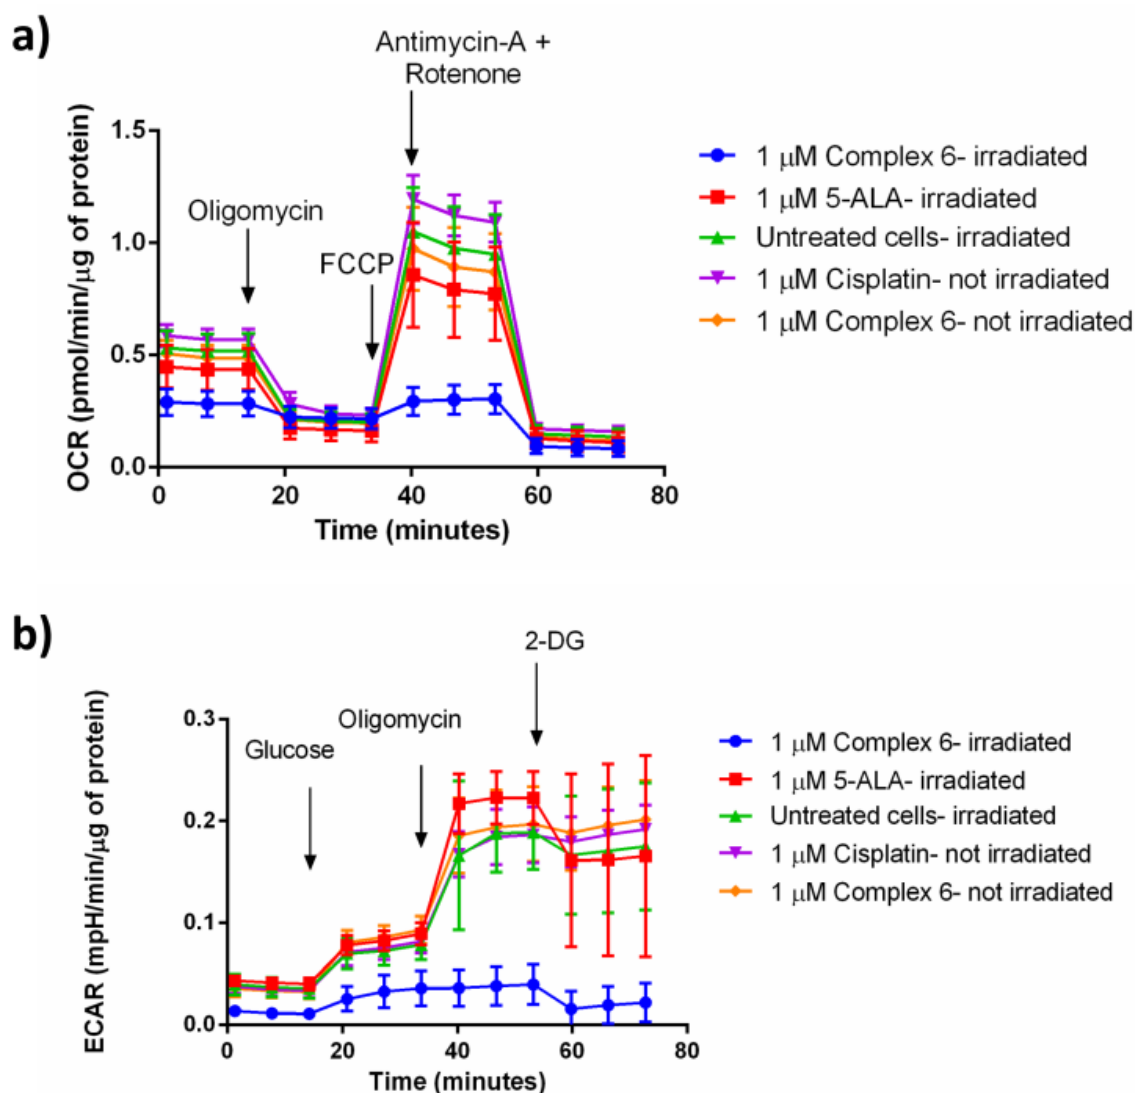 a)
Antimycin-A +
Rotenone
Oligomycin
FCCP
OCR (pmol/min/μg of protein)
1.5
1.0
0.5
0.0
0 20 40 60 80
Time (minutes)
1 μM Complex 6- irradiated
1 μM 5-ALA- irradiated
Untreated cells- irradiated
1 μM Cisplatin- not irradiated
1 μM Complex 6- not irradiated
b)
2-DG
Oligomycin
Glucose
ECAR (mpH/min/μg of protein)
0.3
0.2
0.1
0.0
0 20 40 60 80
Time (minutes)
1 μM Complex 6- irradiated
1 μM 5-ALA- irradiated
Untreated cells- irradiated
1 μM Cisplatin- not irradiated
1 μM Complex 6- not irradiated